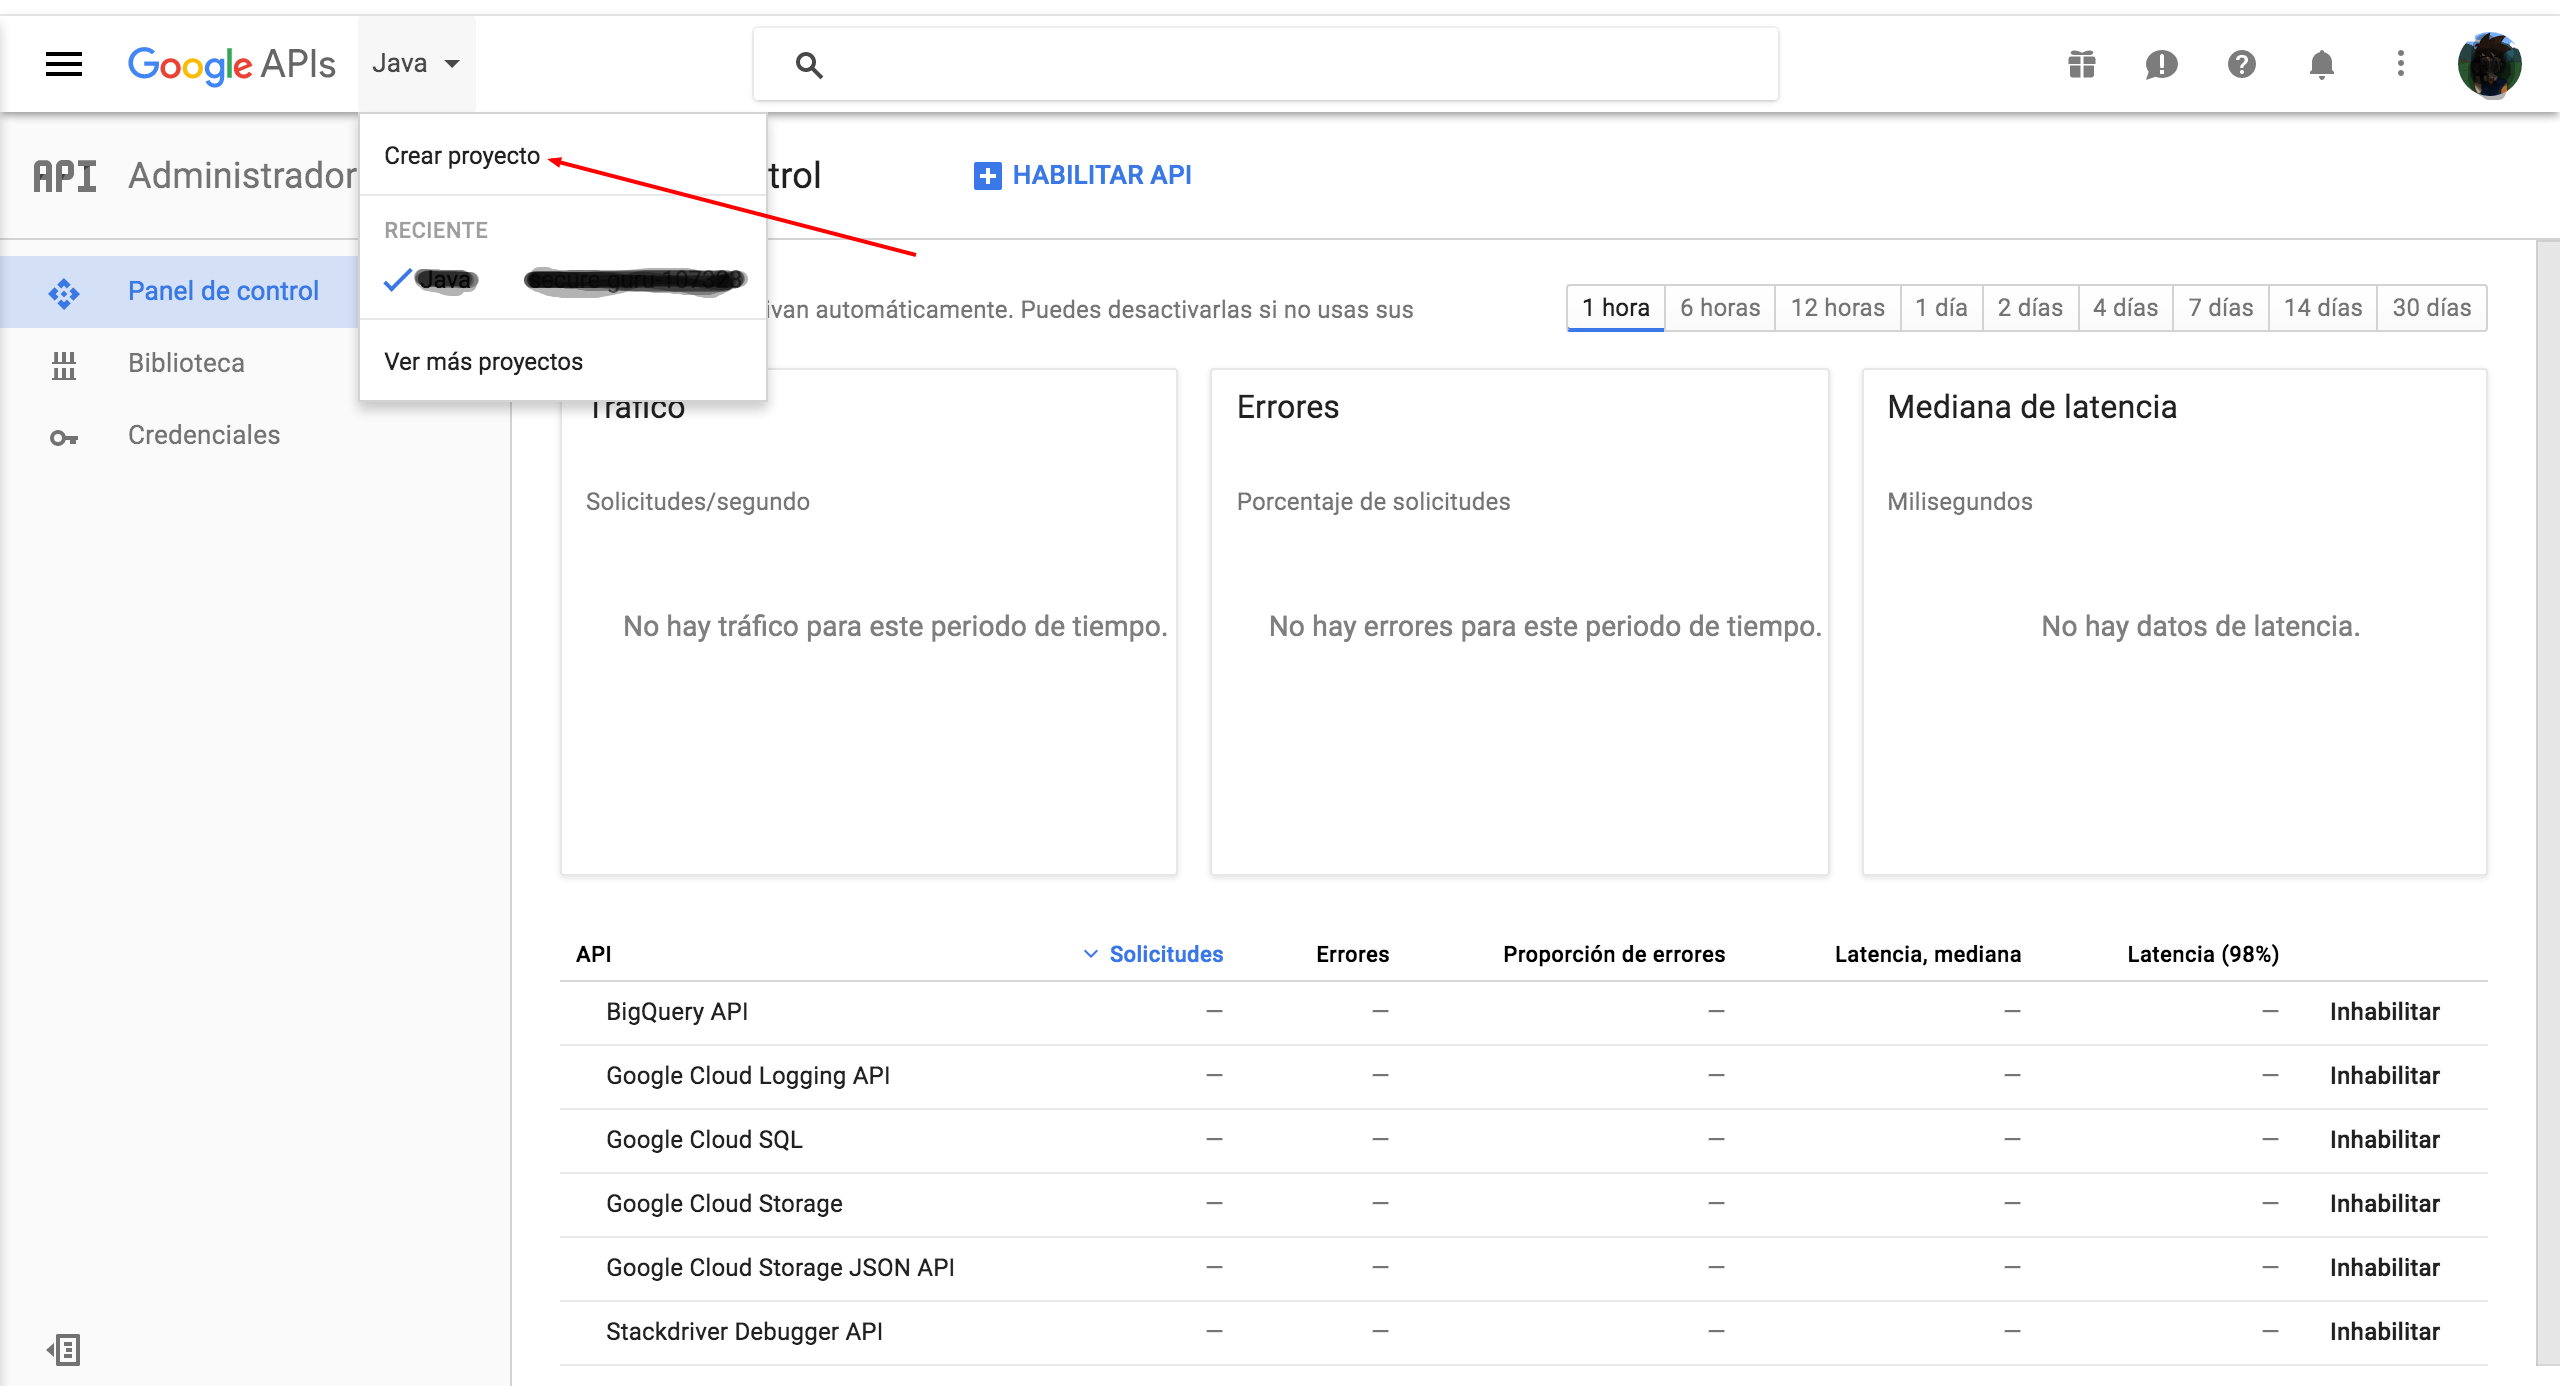 Google APIs Java
API Administrador trol HABILITAR API
Crear proyecto
RECIENTE
Java secure-guru-107328
Ver más proyectos
Panel de control
Biblioteca
Credenciales
ivan automáticamente. Puedes desactivarlas si no usas sus
1 hora 6 horas 12 horas 1 día 2 días 4 días 7 días 14 días 30 días
Tráfico
Solicitudes/segundo
No hay tráfico para este periodo de tiempo.
Errores
Porcentaje de solicitudes
No hay errores para este periodo de tiempo.
Mediana de latencia
Milisegundos
No hay datos de latencia.
API Solicitudes Errores Proporción de errores Latencia, mediana Latencia (98%)
BigQuery API — — — — — Inhabilitar
Google Cloud Logging API — — — — — Inhabilitar
Google Cloud SQL — — — — — Inhabilitar
Google Cloud Storage — — — — — Inhabilitar
Google Cloud Storage JSON API — — — — — Inhabilitar
Stackdriver Debugger API — — — — — Inhabilitar